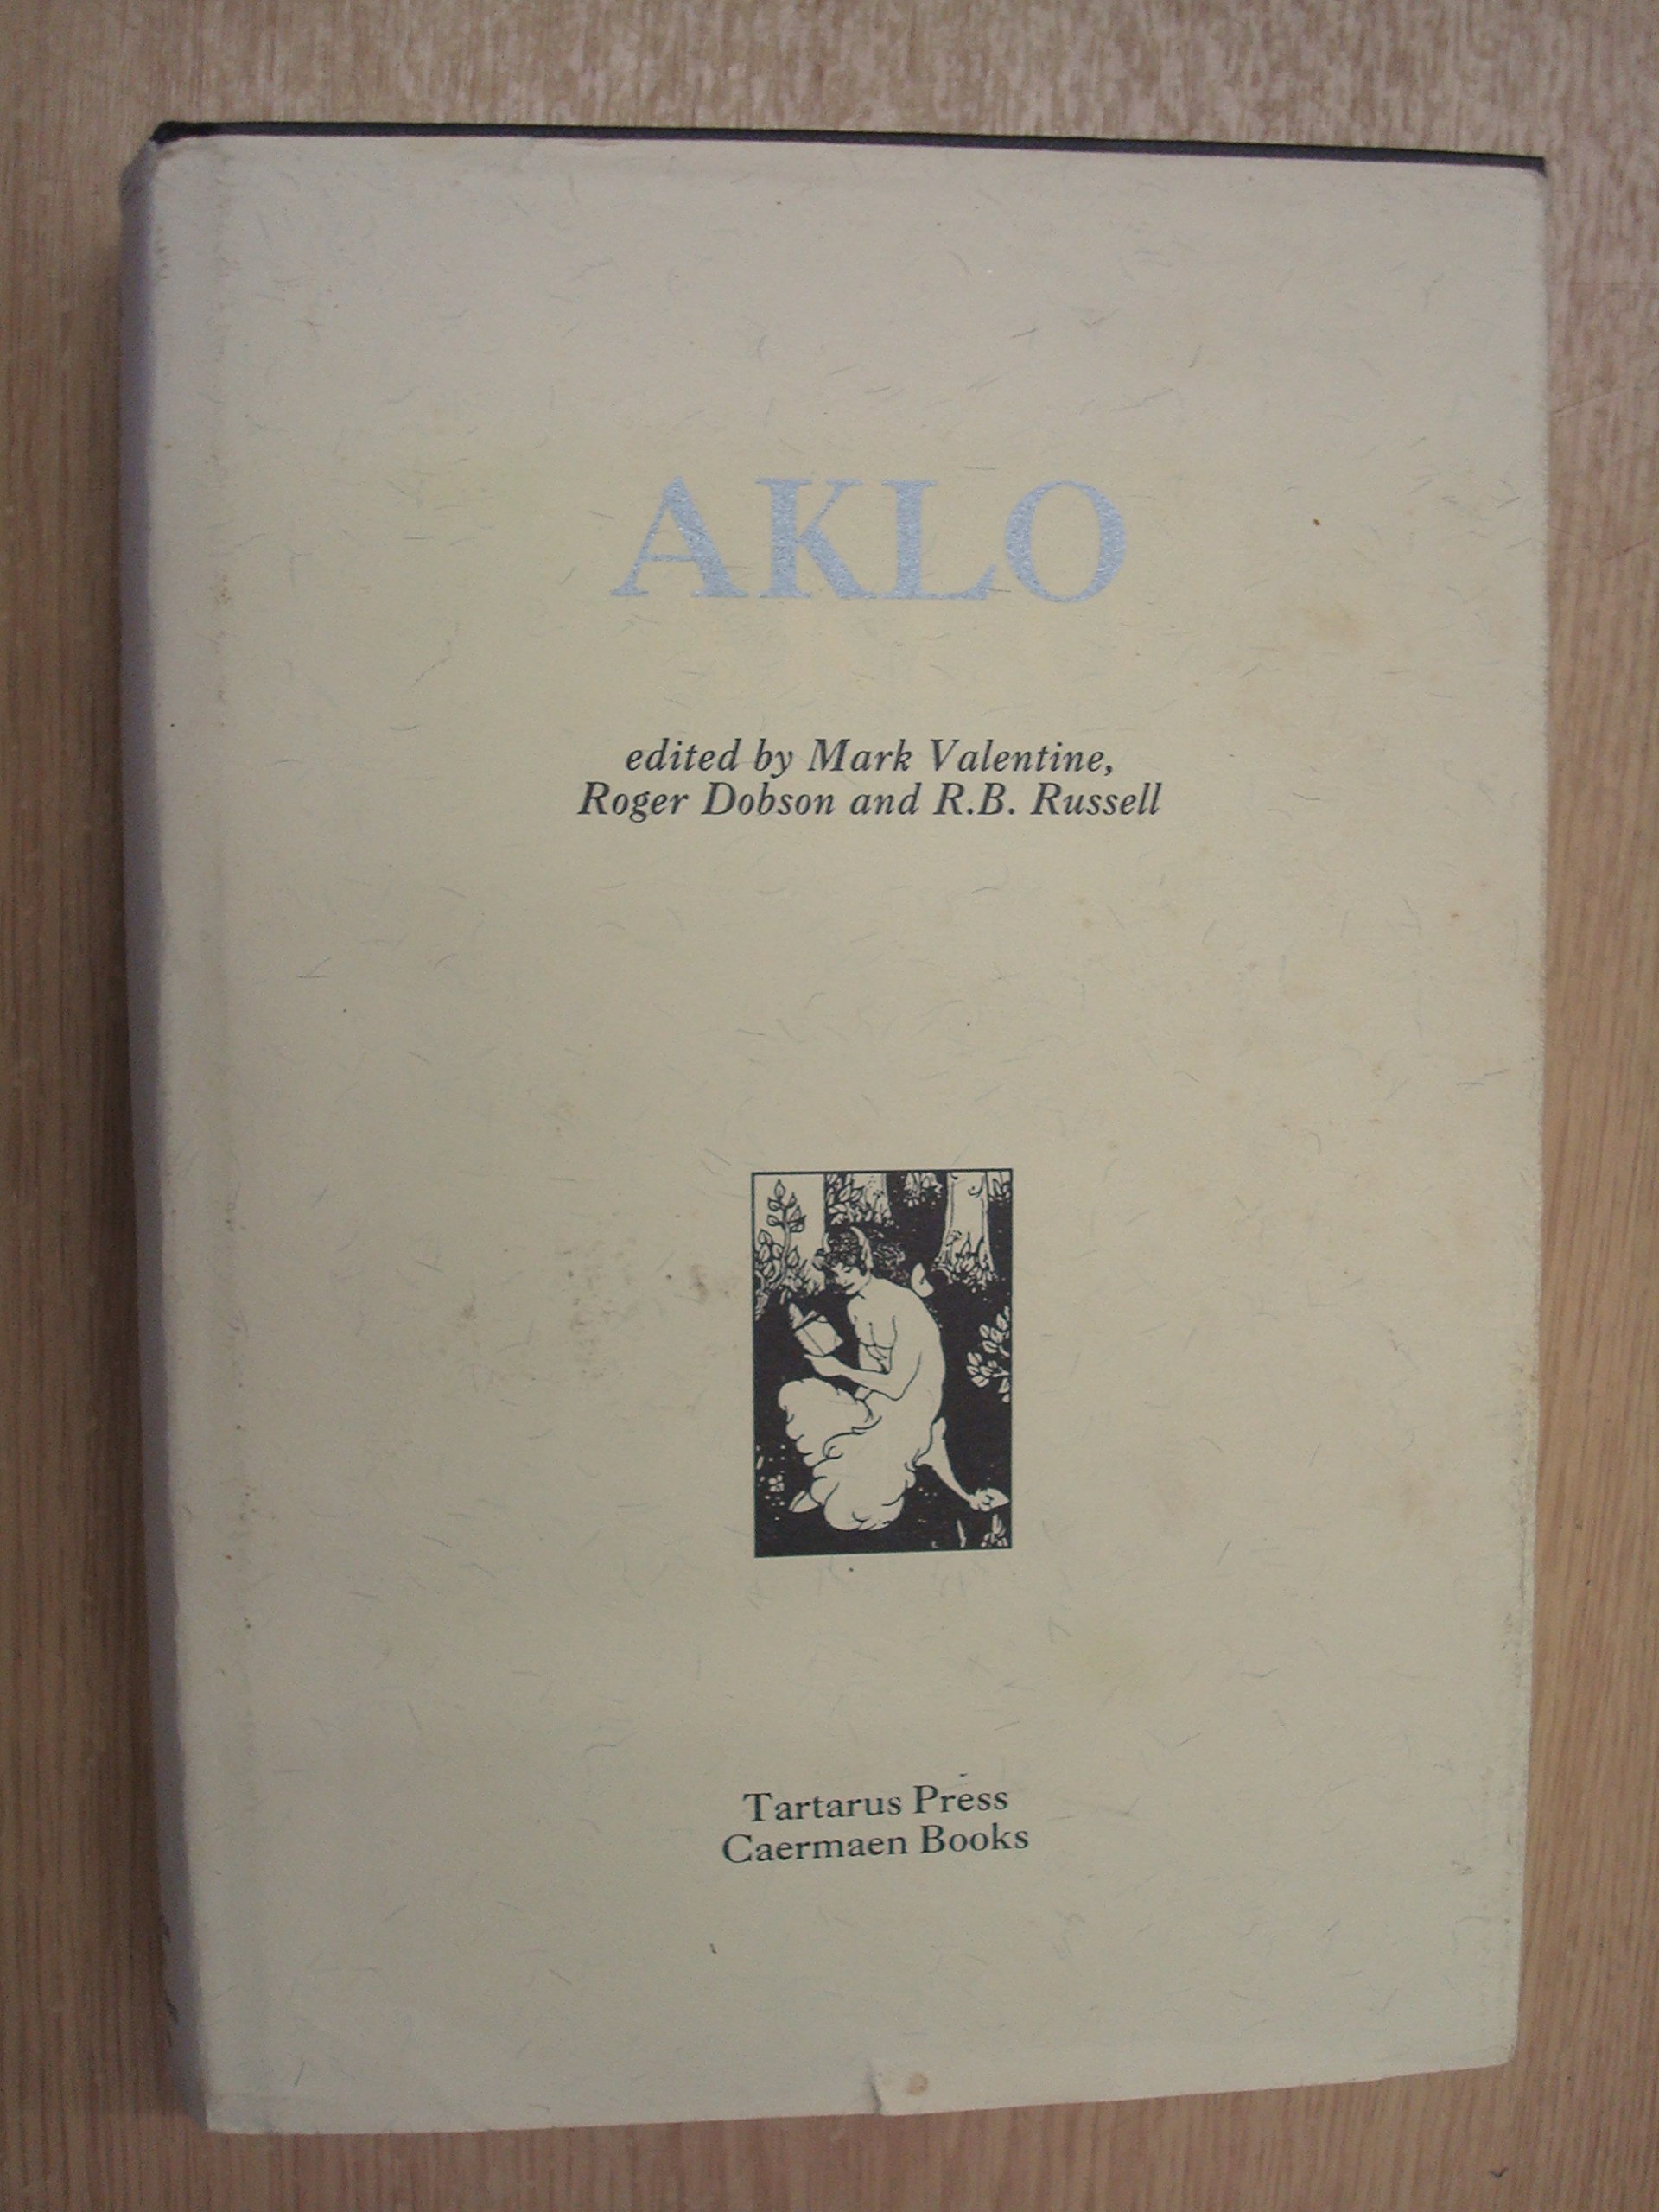 AKLO
edited by Mark Valentine,
Roger Dobson and R.B. Russell
Tartarus Press
Caermaen Books